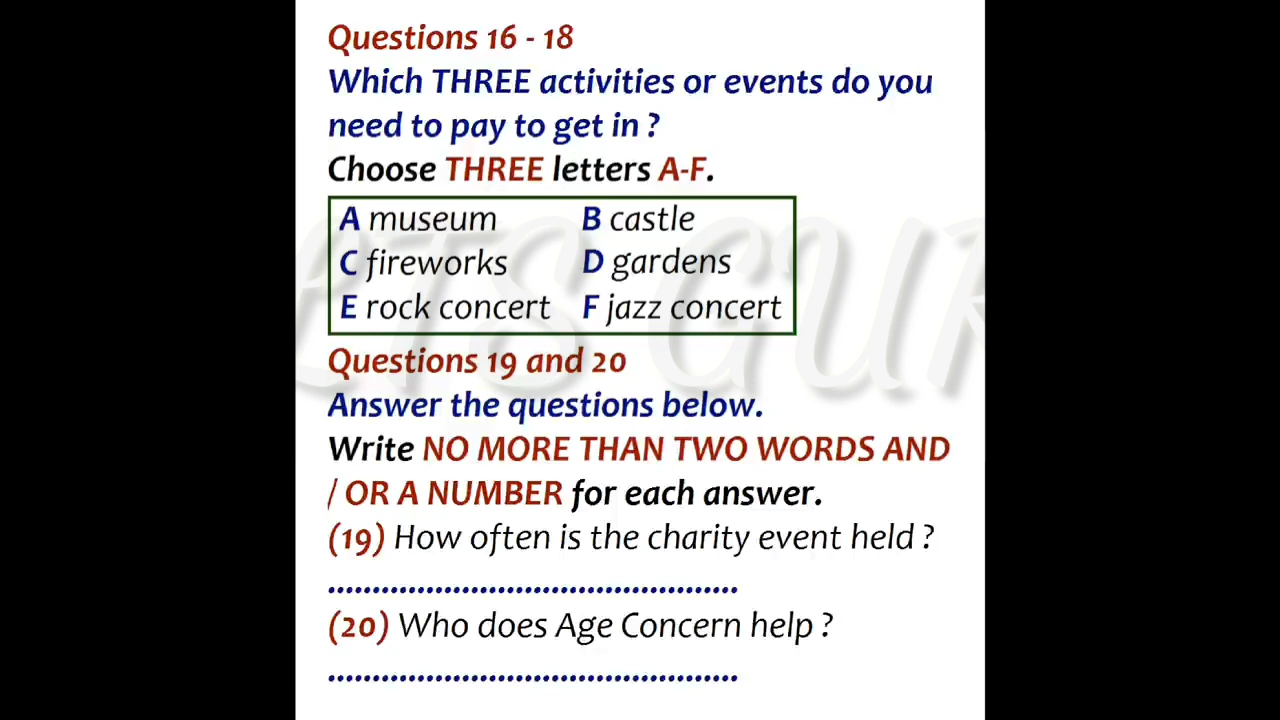 Questions 16 - 18
Which THREE activities or events do you
need to pay to get in ?
Choose THREE letters A-F.
A museum B castle
C fireworks D gardens
E rock concert F jazz concert
Questions 19 and 20
Answer the questions below.
Write NO MORE THAN TWO WORDS AND
/ OR A NUMBER for each answer.
(19) How often is the charity event held ?
..............................................
(20) Who does Age Concern help ?
..............................................